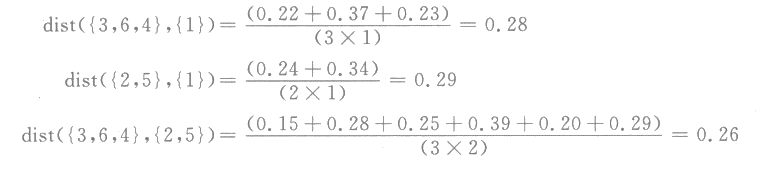 dist({3,6,4},{1})= (0.22+0.37+0.23) / (3×1) = 0.28
dist({2,5},{1})= (0.24+0.34) / (2×1) = 0.29
dist({3,6,4},{2,5})= (0.15+0.28+0.25+0.39+0.20+0.29) / (3×2) = 0.26